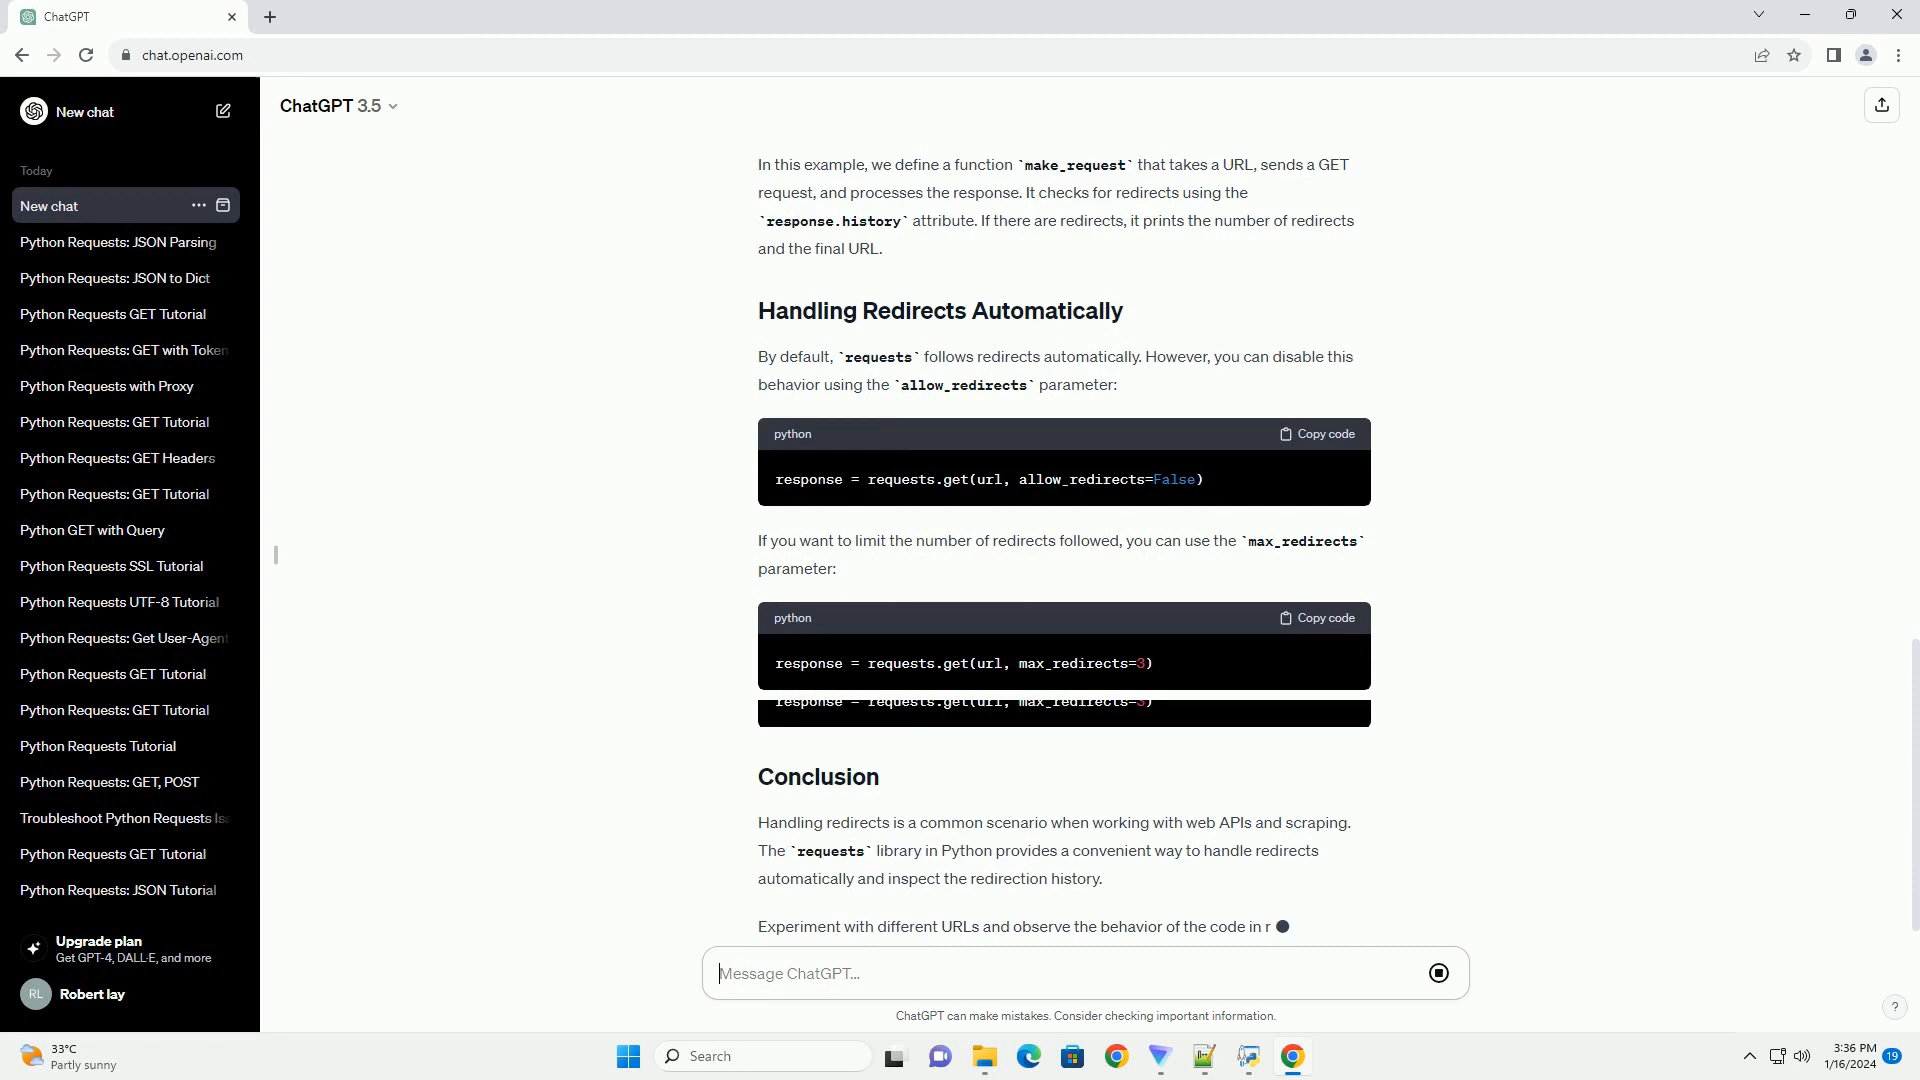 ChatGPT
chat.openai.com
New chat
Today
New chat
Python Requests: JSON Parsing
Python Requests: JSON to Dict
Python Requests GET Tutorial
Python Requests: GET with Token
Python Requests with Proxy
Python Requests: GET Tutorial
Python Requests: GET Headers
Python Requests: GET Tutorial
Python GET with Query
Python Requests SSL Tutorial
Python Requests UTF-8 Tutorial
Python Requests: Get User-Agent
Python Requests GET Tutorial
Python Requests: GET Tutorial
Python Requests Tutorial
Python Requests: GET, POST
Troubleshoot Python Requests Iss
Python Requests GET Tutorial
Python Requests: JSON Tutorial
Upgrade plan
Get GPT-4, DALL·E, and more
RL
Robert lay
ChatGPT 3.5
In this example, we define a function `make_request` that takes a URL, sends a GET
request, and processes the response. It checks for redirects using the
`response.history` attribute. If there are redirects, it prints the number of redirects
and the final URL.
Handling Redirects Automatically
By default, `requests` follows redirects automatically. However, you can disable this
behavior using the `allow_redirects` parameter:
python Copy code
response = requests.get(url, allow_redirects=False)
If you want to limit the number of redirects followed, you can use the `max_redirects`
parameter:
python Copy code
response = requests.get(url, max_redirects=3)
response = requests.get(url, max_redirects=3)
Conclusion
Handling redirects is a common scenario when working with web APIs and scraping.
The `requests` library in Python provides a convenient way to handle redirects
automatically and inspect the redirection history.
Experiment with different URLs and observe the behavior of the code in r
Message ChatGPT...
ChatGPT can make mistakes. Consider checking important information.
?
33°C
Partly sunny
Search
3:36 PM
1/16/2024
19